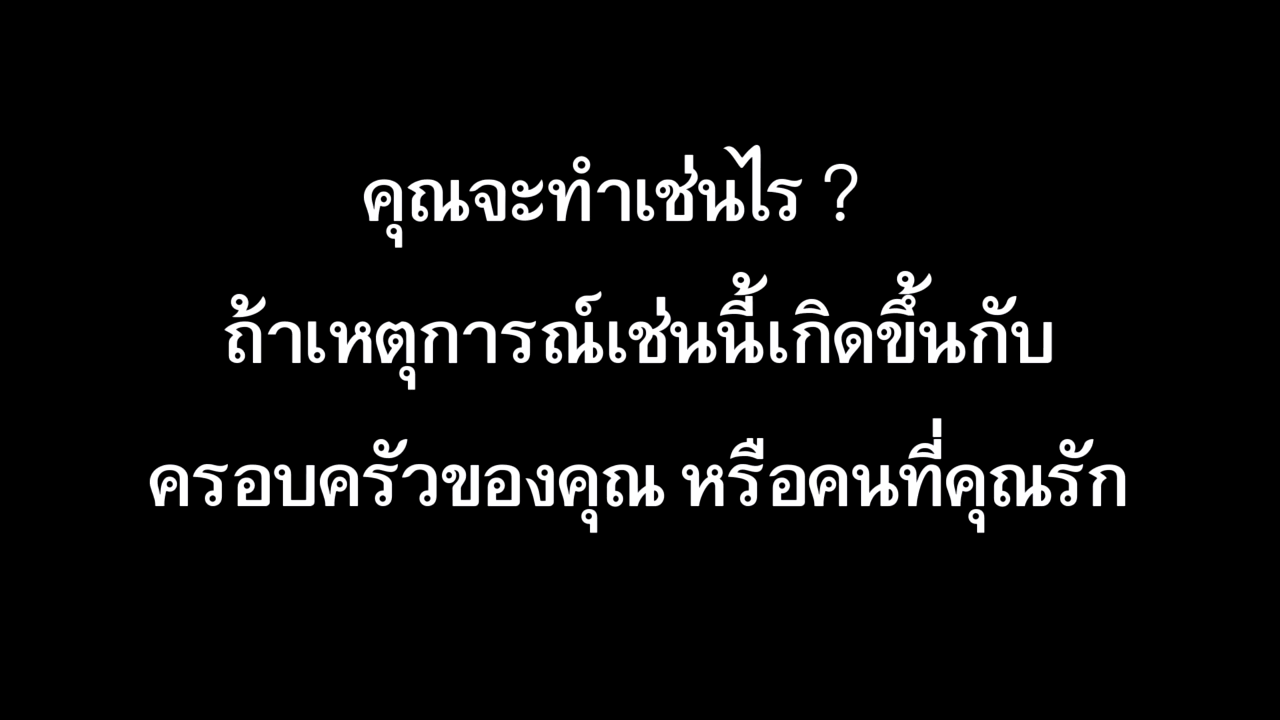 คุณจะทำเช่นไร ?
ถ้าเหตุการณ์เช่นนี้เกิดขึ้นกับ
ครอบครัวของคุณ หรือคนที่คุณรัก